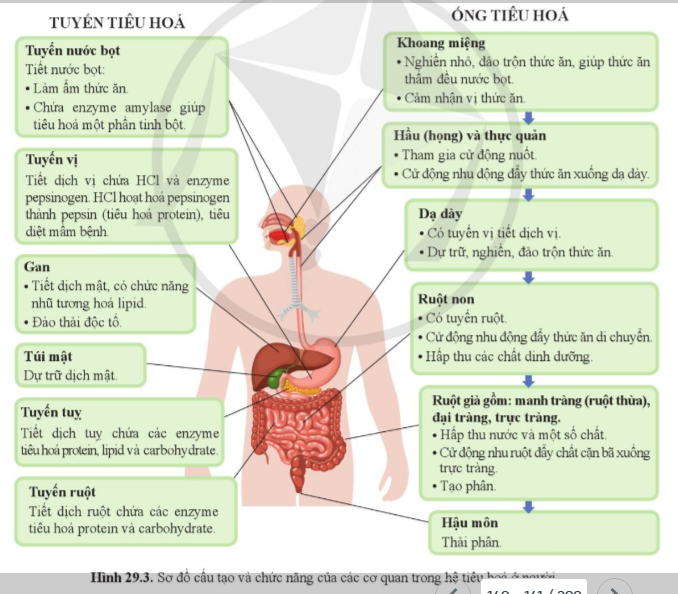 TUYẾN TIÊU HOÁ
Tuyến nước bọt
Tiết nước bọt:
• Làm ẩm thức ăn.
• Chứa enzyme amylase giúp
tiêu hoá một phần tinh bột.
Tuyến vị
Tiết dịch vị chứa HCl và enzyme
pepsinogen. HCl hoạt hoá pepsinogen
thành pepsin (tiêu hoá protein), tiêu
diệt mầm bệnh.
Gan
• Tiết dịch mật, có chức năng
nhũ tương hoá lipid.
• Đào thải độc tố.
Túi mật
Dự trữ dịch mật.
Tuyến tuỵ
Tiết dịch tuỵ chứa các enzyme
tiêu hoá protein, lipid và carbohydrate.
Tuyến ruột
Tiết dịch ruột chứa các enzyme
tiêu hoá protein và carbohydrate.
ỐNG TIÊU HOÁ
Khoang miệng
• Nghiền nhỏ, đảo trộn thức ăn, giúp thức ăn
thấm đều nước bọt.
• Cảm nhận vị thức ăn.
Hầu (họng) và thực quản
• Tham gia cử động nuốt.
• Cử động nhu động đẩy thức ăn xuống dạ dày.
Dạ dày
• Có tuyến vị tiết dịch vị.
• Dự trữ, nghiền, đảo trộn thức ăn.
Ruột non
• Có tuyến ruột.
• Cử động nhu động đẩy thức ăn di chuyển.
• Hấp thu các chất dinh dưỡng.
Ruột già gồm: manh tràng (ruột thừa),
đại tràng, trực tràng.
• Hấp thu nước và một số chất.
• Cử động nhu ruột đẩy chất cặn bã xuống
trực tràng.
• Tạo phân.
Hậu môn
Thải phân.
Hình 29.3. Sơ đồ cấu tạo và chức năng của các cơ quan trong hệ tiêu hoá ở người